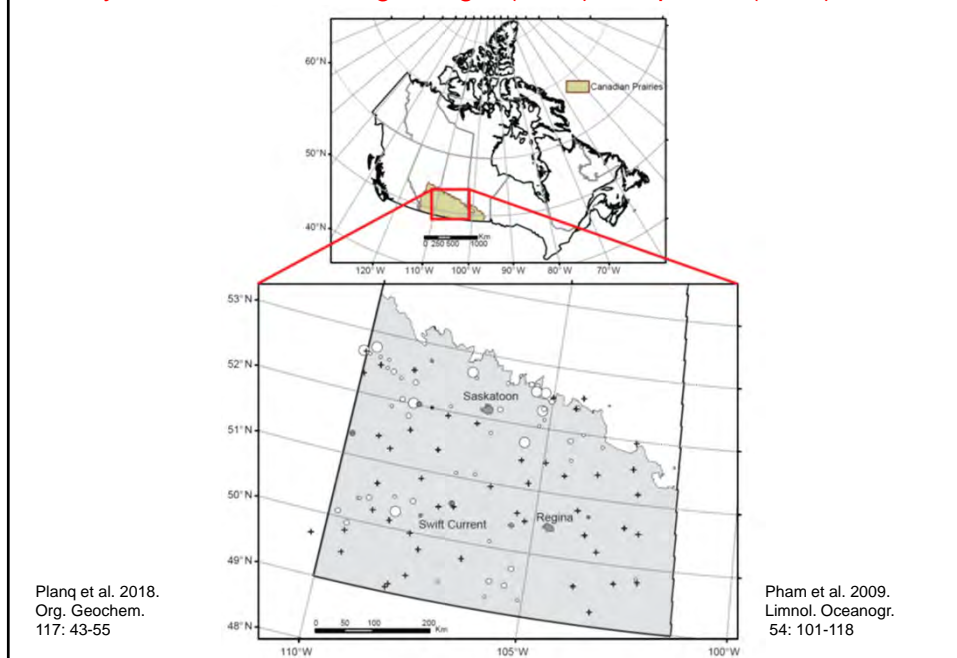 60°N
Canadian Prairies
50°N
40°N
Km
0 250 500 1000
120°W 110°W 100°W 90°W 80°W 70°W
53°N
52°N
Saskatoon
51°N
50°N
Swift Current Regina
49°N
48°N
0 50 100 200
Km
110°W 105°W 100°W
Planq et al. 2018.
Org. Geochem.
117: 43-55
Pham et al. 2009.
Limnol. Oceanogr.
54: 101-118